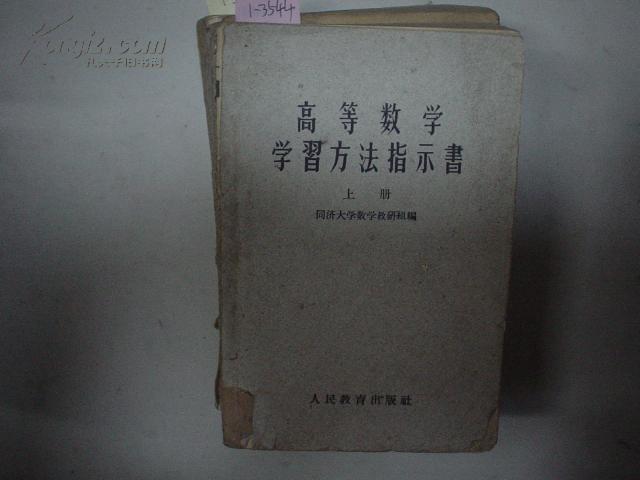 1-3544
Kongfz.com
孔夫子旧书网
高等数学
学習方法指示書
上册
同济大学数学教研組編
人民教育出版社